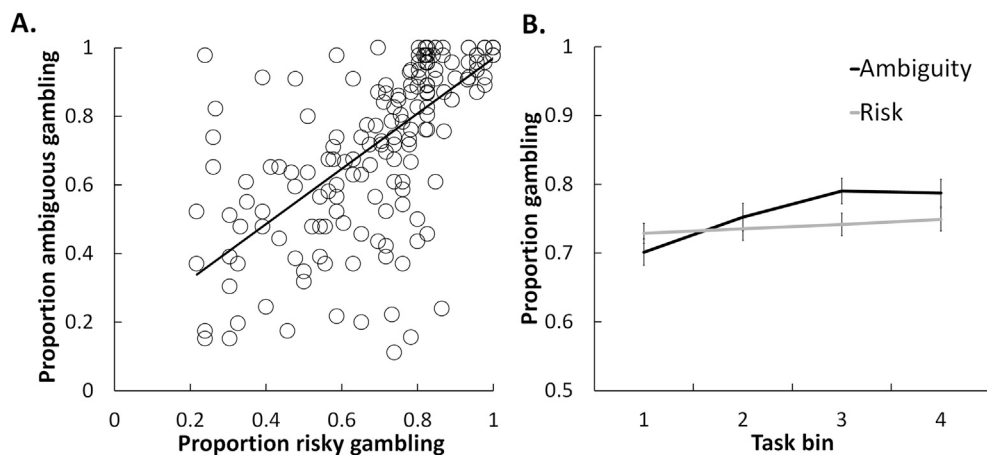 A.
Proportion ambiguous gambling
1
0.8
0.6
0.4
0.2
0
0
0.2
0.4
0.6
0.8
1
Proportion risky gambling
B.
Proportion gambling
1
0.9
0.8
0.7
0.6
0.5
Ambiguity
Risk
1
2
3
4
Task bin